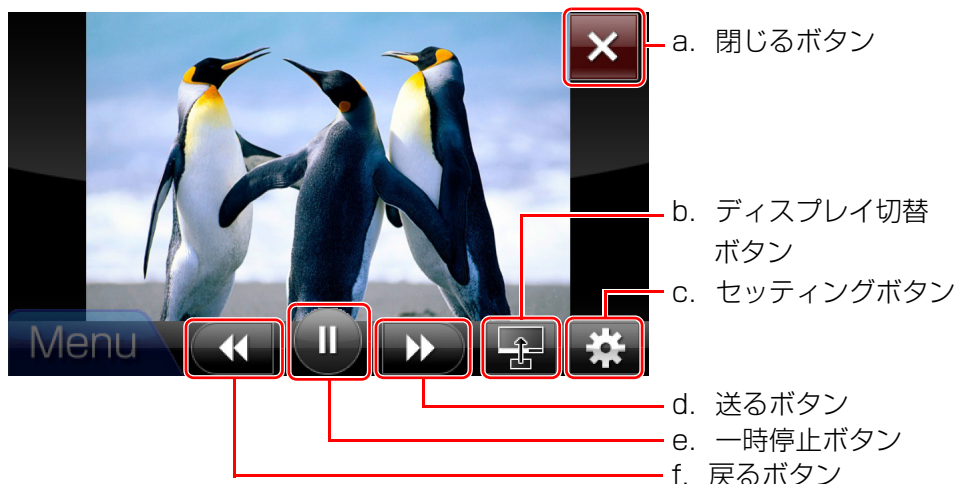 a. 閉じるボタン
b. ディスプレイ切替
ボタン
c. セッティングボタン
Menu
d. 送るボタン
e. 一時停止ボタン
f. 戻るボタン